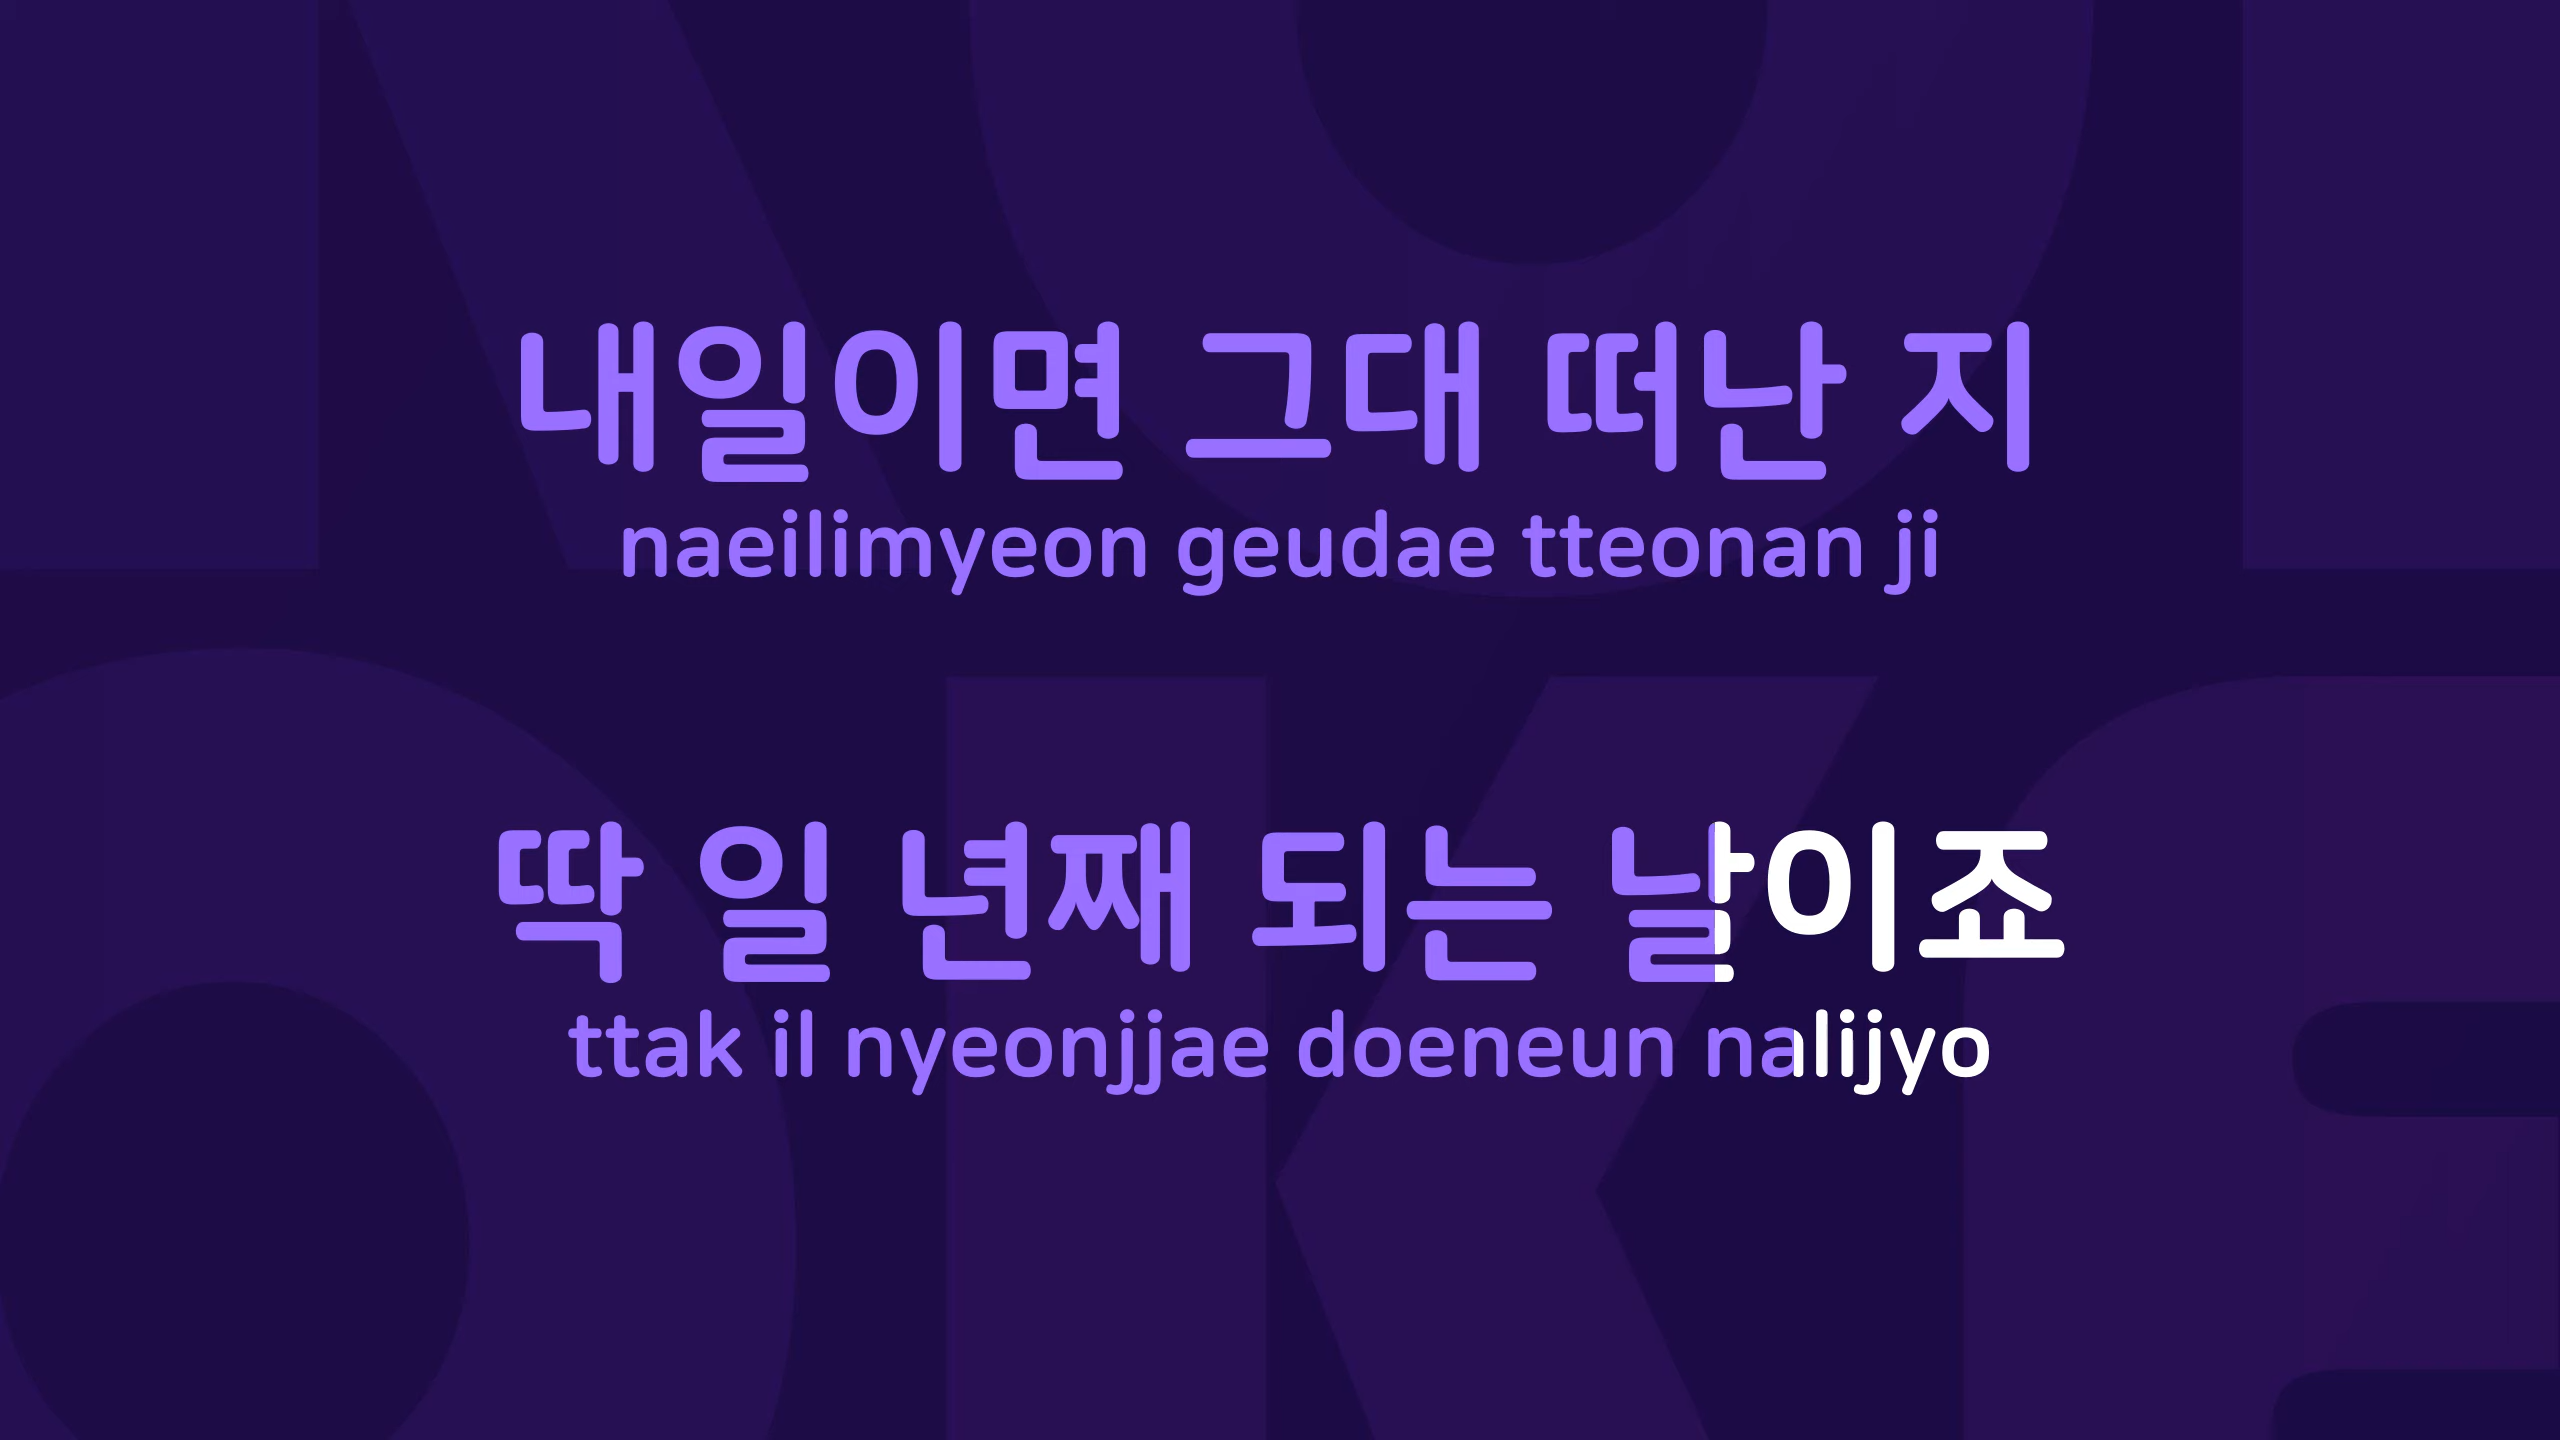 내일이면 그대 떠난 지
naeilimyeon geudae tteonan ji
딱 일 년째 되는 날이죠
ttak il nyeonjjae doeneun nalijyo